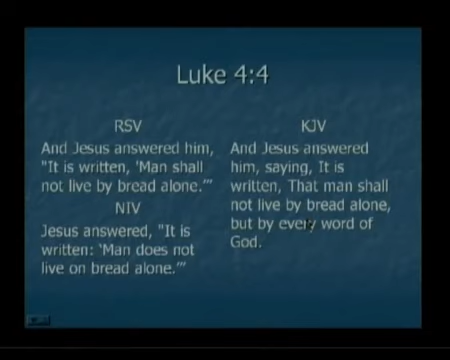 Luke 4:4
RSV
And Jesus answered him,
"It is written, 'Man shall
not live by bread alone.'"
NIV
Jesus answered, "It is
written: 'Man does not
live on bread alone.'"
KJV
And Jesus answered
him, saying, It is
written, That man shall
not live by bread alone,
but by every word of
God.